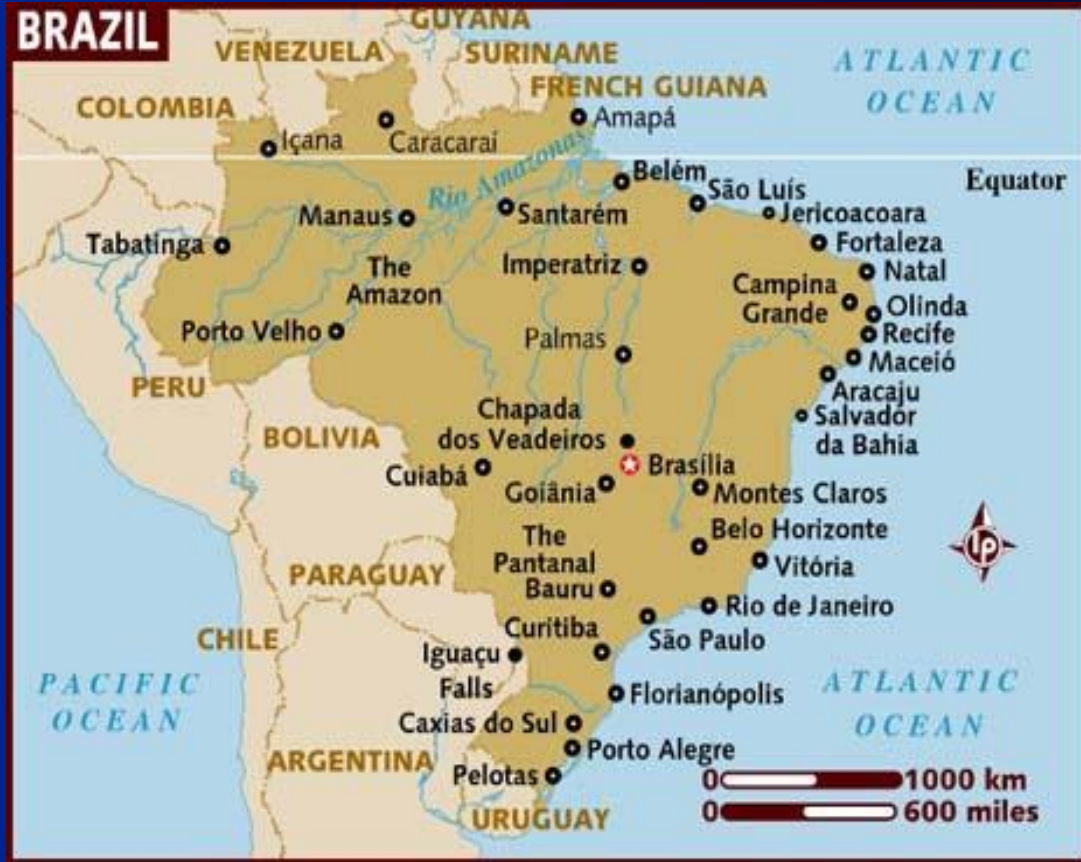 BRAZIL
GUYANA
VENEZUELA
SURINAME
FRENCH GUIANA
COLOMBIA
ATLANTIC
OCEAN
Amapá
Içana
Caracaraí
Rio Amazonas
Belém
Equator
São Luís
Manaus
Santarém
Jericoacoara
Tabatinga
Fortaleza
The
Amazon
Imperatriz
Natal
Campina
Grande
Olinda
Porto Velho
Palmas
Recife
Maceió
PERU
Aracaju
Chapada
dos Veadeiros
Salvador
da Bahia
BOLIVIA
Cuiabá
Brasília
Goiânia
Montes Claros
The
Pantanal
Belo Horizonte
PARAGUAY
Bauru
Vitória
Rio de Janeiro
CHILE
Curitiba
São Paulo
Iguaçu
Falls
PACIFIC
OCEAN
Florianópolis
ATLANTIC
OCEAN
Caxias do Sul
ARGENTINA
Porto Alegre
Pelotas
URUGUAY
lp
0 1000 km
0 600 miles